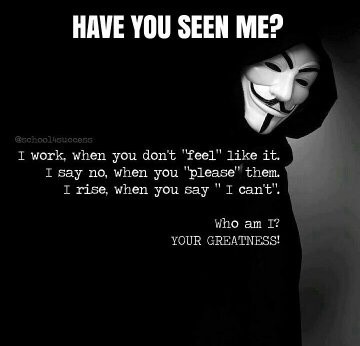 HAVE YOU SEEN ME?
@school4success
I work, when you don't "feel" like it.
I say no, when you "please" them.
I rise, when you say " I can't".
Who am I?
YOUR GREATNESS!